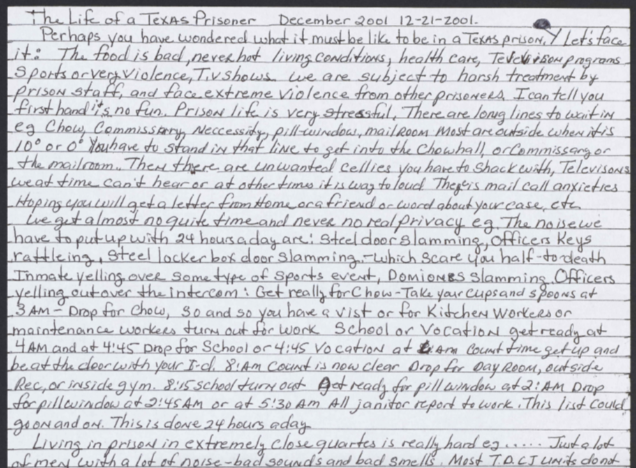 The Life of a Texas Prisoner December 2001 12-21-2001.
Perhaps you have wondered what it must be like to be in a Texas prison, Let's face
it: The food is bad, never hot living conditions, health care, Television programs
Sports or very violence, T.V shows. we are subject to harsh treatment by
prison staff, and face extreme violence from other prisoners I can tell you
first hand it's no fun. Prison life is very stressful, There are long lines to wait in
eg Chow, Commissary, Neccessity, pill-window, mailroom Most are outside when it is
10° or 0° You have to stand in that line to get into the Chowhall, or Commissary or
the mailroom. Then there are unwanted cellies you have to shack with, Televisons
we at time can't hear or at other times it is way to loud There's mail call anxieties
Hoping you will get a letter from Home or a friend or word about your case, etc.
We get almost no quite time and never no real privacy eg. The noise we
have to put up with 24 hours a day are: Steel door slamming, Officers Keys
rattleing, Steel locker box door Slamming,-which Scare you half-to-death
Inmate yelling over some type of Sports event, DOMIONES Slamming. Officers
yelling out over the intercom: Get really for Chow-Take your cups and spoons at
3AM- Drop for Chow, so and so you have a vist or for Kitchen Workers or
maintenance workers turn out for work School or Vocation get ready at
4AM and at 4:45 Drop for School or 4:45 Vocation at 6:Am Count time get up and
be at the door with your I.d. 8:Am Count is now clear Drop for DAY ROOM, outside
Rec, or inside gym. 8:15 school turn out Got ready for pill window at 2:AM Drop
for pill window at 2:45 AM or at 5:30 AM All janitor report to work. This list Could
go on and on. This is done 24 hours aday.
Living in prison in extremely close quartes is really hard eg..... Just a lot
of men with a lot of noise-bad sounds and bad smells. Most T.D.C.J units do not